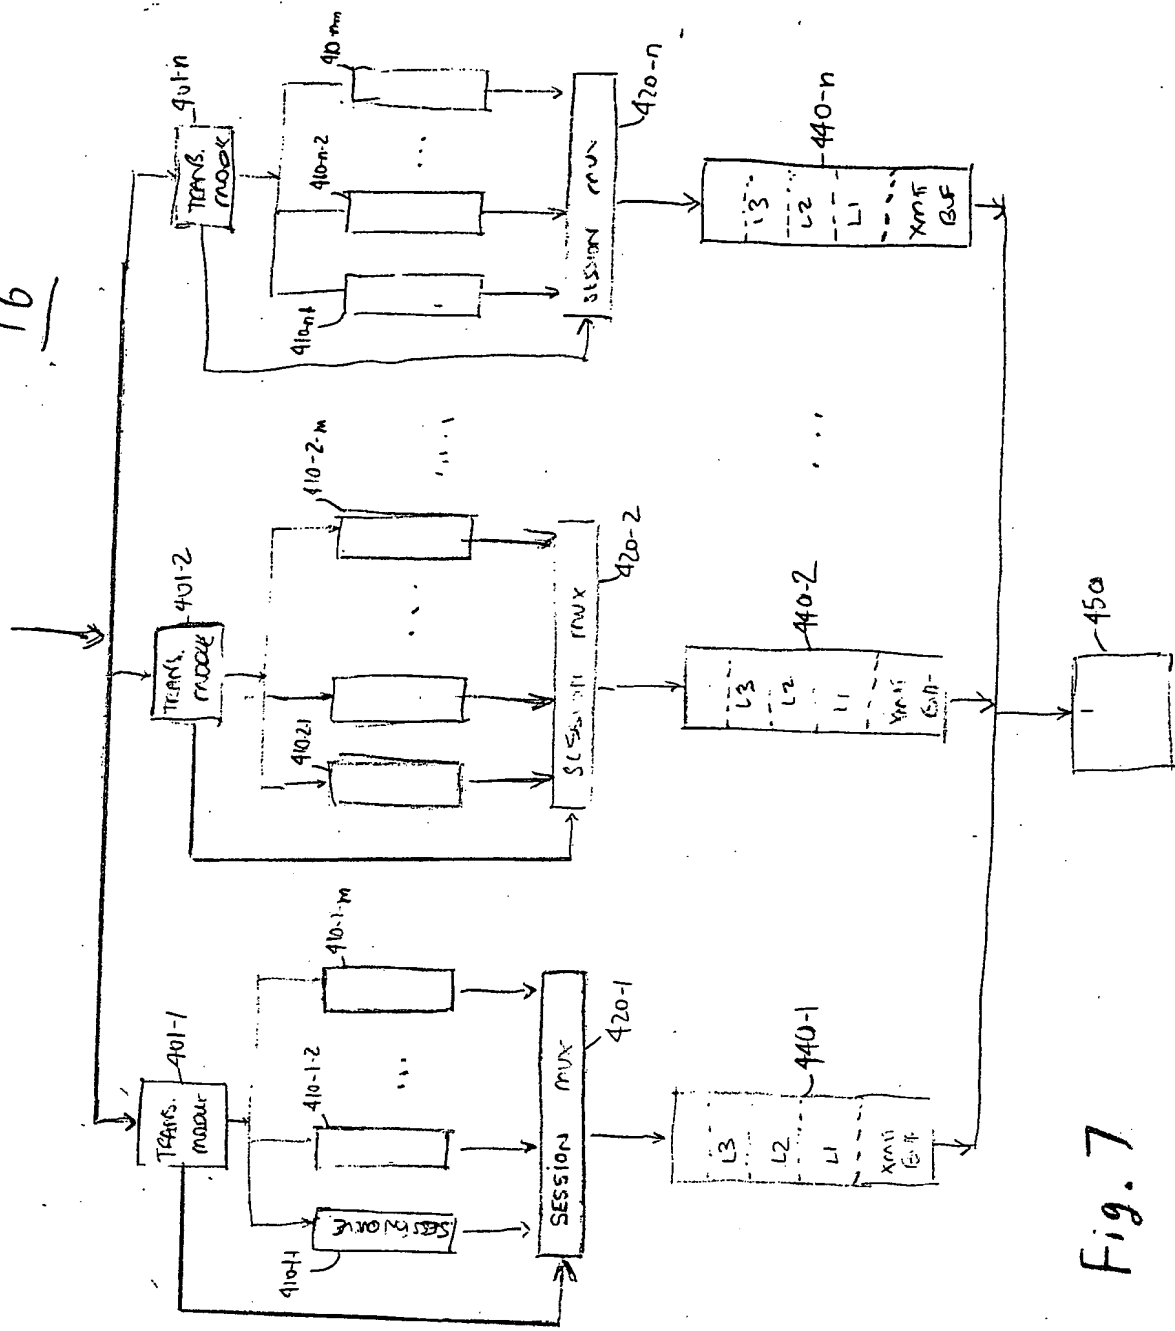 16
TRANS.
MODUL
401-1
TRANS.
MODULE
401-2
TRANS.
MODULE
401-n
410-1-1
SESSION QUEUE
410-1-2
...
410-1-m
410-2-1
...
410-2-m
....
410-n-1
410-n-2
...
410-nm
SESSION MUX
420-1
SESSION MUX
420-2
SESSION MUX
420-n
L3
L2
L1
XMIT
BUF
440-1
L3
L2
L1
XMIT
BUF
440-2
...
L3
L2
L1
XMIT
BUF
440-n
450
Fig. 7